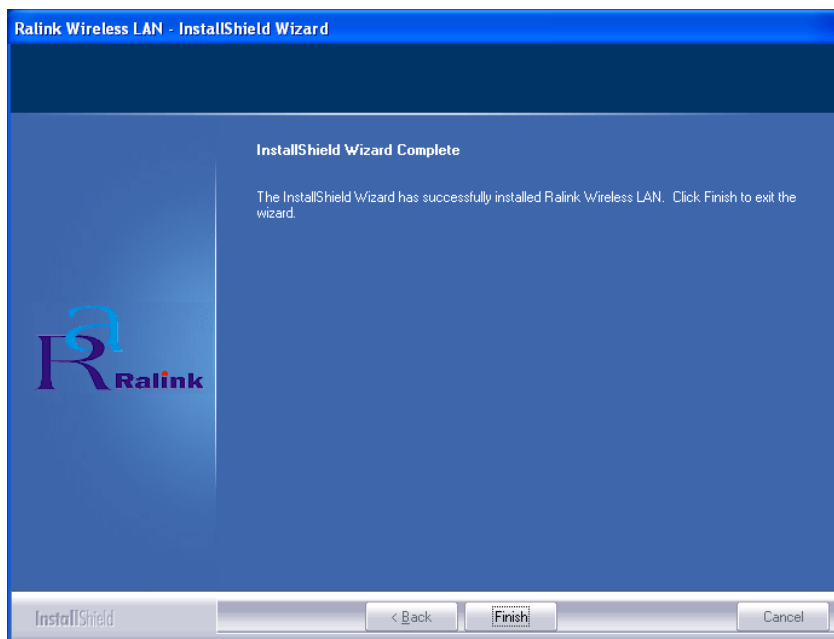 Ralink Wireless LAN - InstallShield Wizard
InstallShield Wizard Complete
The InstallShield Wizard has successfully installed Ralink Wireless LAN. Click Finish to exit the
wizard.
Ra
Ralink
InstallShield
< Back
Finish
Cancel